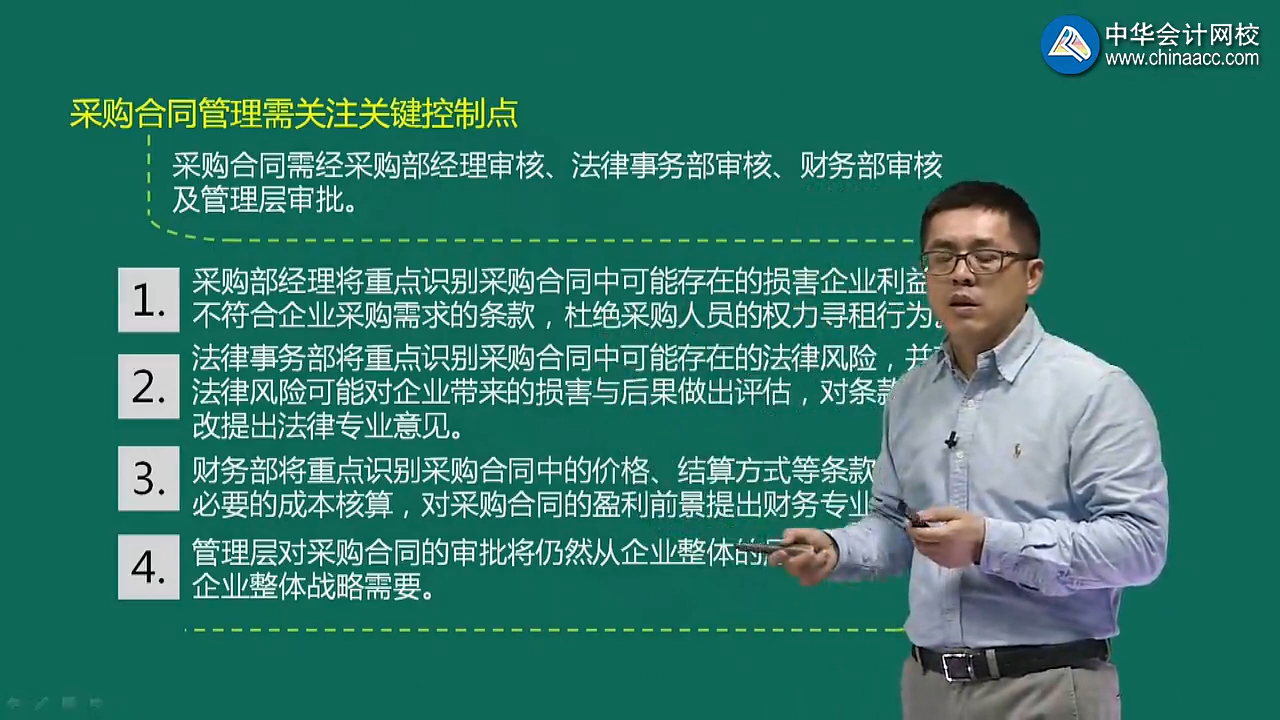 中华会计网校
www.chinaacc.com
采购合同管理需关注关键控制点
采购合同需经采购部经理审核、法律事务部审核、财务部审核
及管理层审批。
1.
采购部经理将重点识别采购合同中可能存在的损害企业利益
不符合企业采购需求的条款，杜绝采购人员的权力寻租行为。
2.
法律事务部将重点识别采购合同中可能存在的法律风险，并
法律风险可能对企业带来的损害与后果做出评估，对条款
改提出法律专业意见。
3.
财务部将重点识别采购合同中的价格、结算方式等条款
必要的成本核算，对采购合同的盈利前景提出财务专业
4.
管理层对采购合同的审批将仍然从企业整体的
企业整体战略需要。